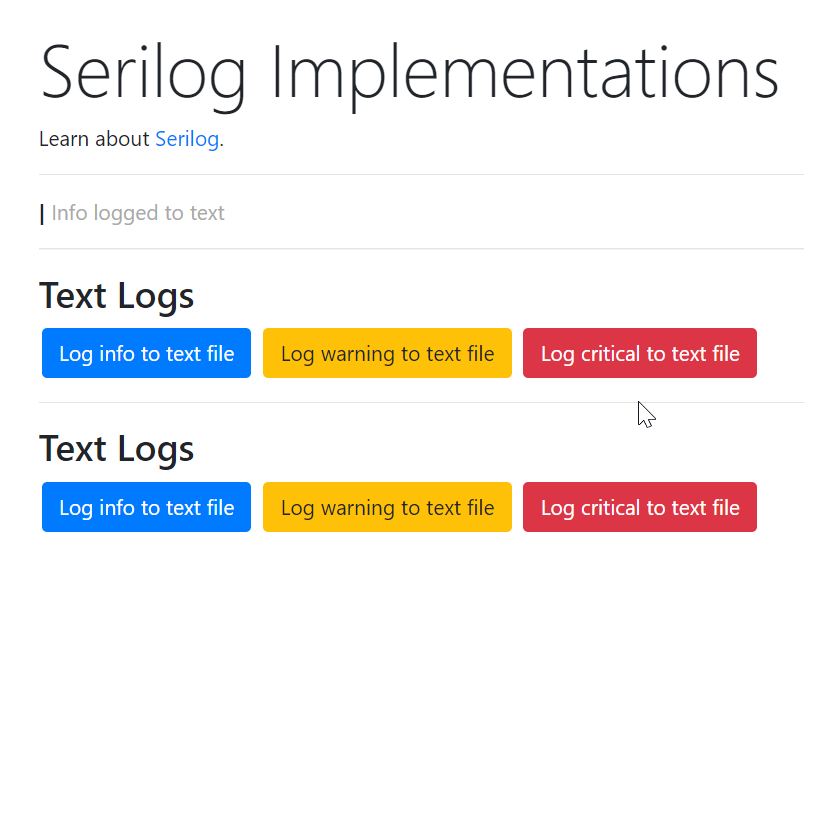 Serilog Implementations
Learn about Serilog.
| Info logged to text
Text Logs
Log info to text file Log warning to text file Log critical to text file
Text Logs
Log info to text file Log warning to text file Log critical to text file